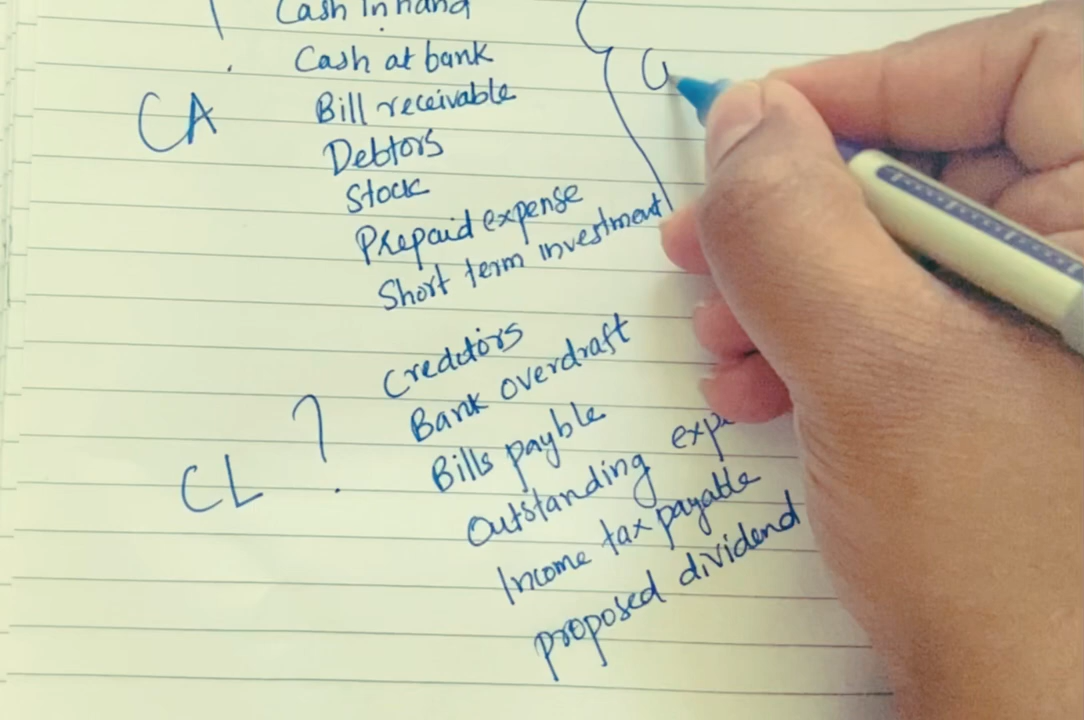 Cash in hand
Cash at bank
CA ?
Bill receivable
Debtors
Stock
Prepaid expense
Short term investment
Creditors
Bank overdraft
CL ?
Bills payble
Outstanding
Income tax payable
proposed dividend